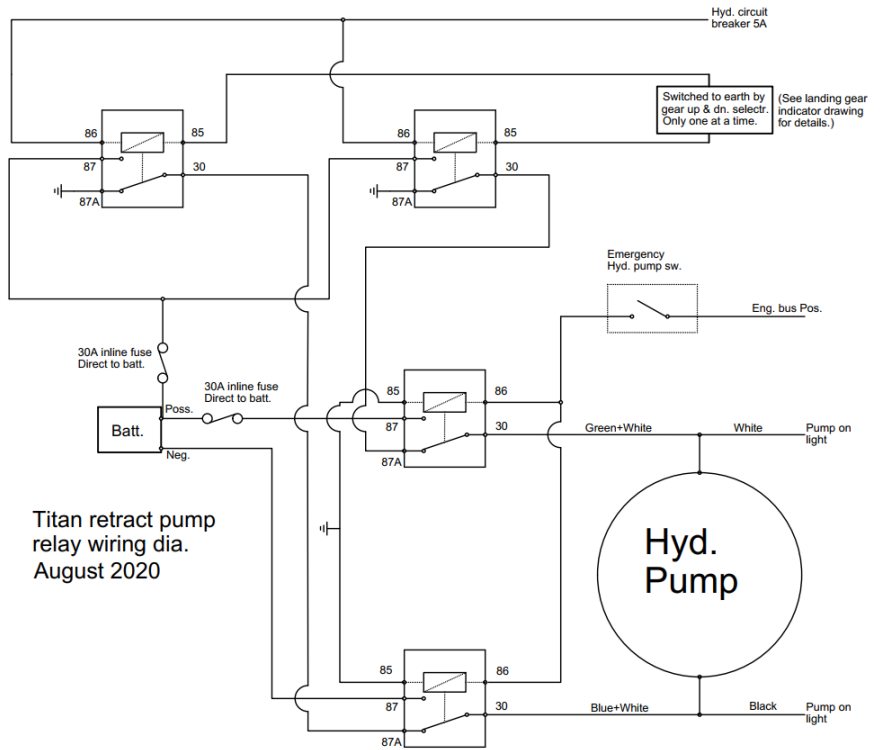 Hyd. circuit
breaker 5A
Switched to earth by
gear up & dn. selectr.
Only one at a time.
(See landing gear
indicator drawing
for details.)
86
85
87
30
87A
86
85
87
30
87A
Emergency
Hyd. pump sw.
Eng. bus Pos.
30A inline fuse
Direct to batt.
30A inline fuse
Direct to batt.
Poss.
Batt.
Neg.
85
86
87
30
87A
Green+White
White
Pump on
light
Titan retract pump
relay wiring dia.
August 2020
Hyd.
Pump
85
86
87
30
87A
Blue+White
Black
Pump on
light